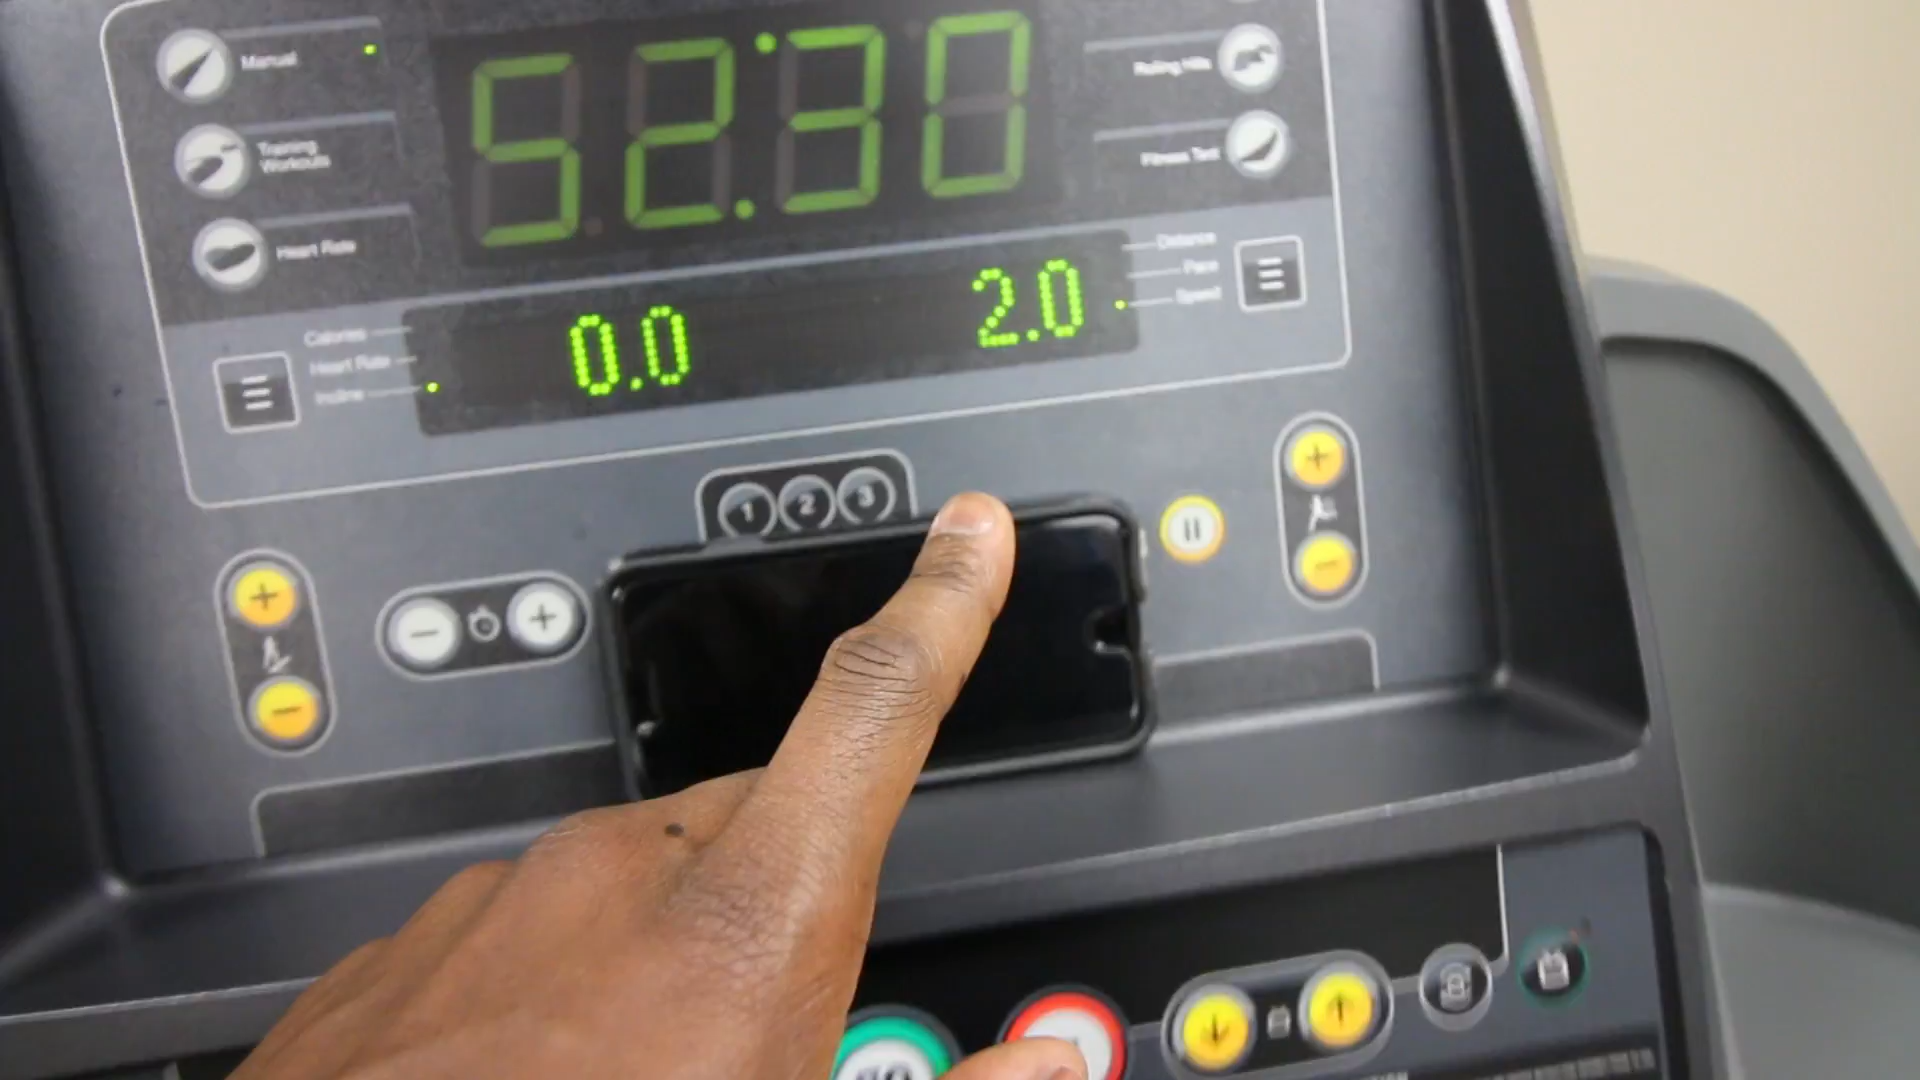 Manual
52:30
Rolling Hills
Training
Workouts
Fitness Test
Heart Rate
Distance
Pace
Speed
0.0
2.0
Calories
Heart Rate
Incline
1 2 3
GO